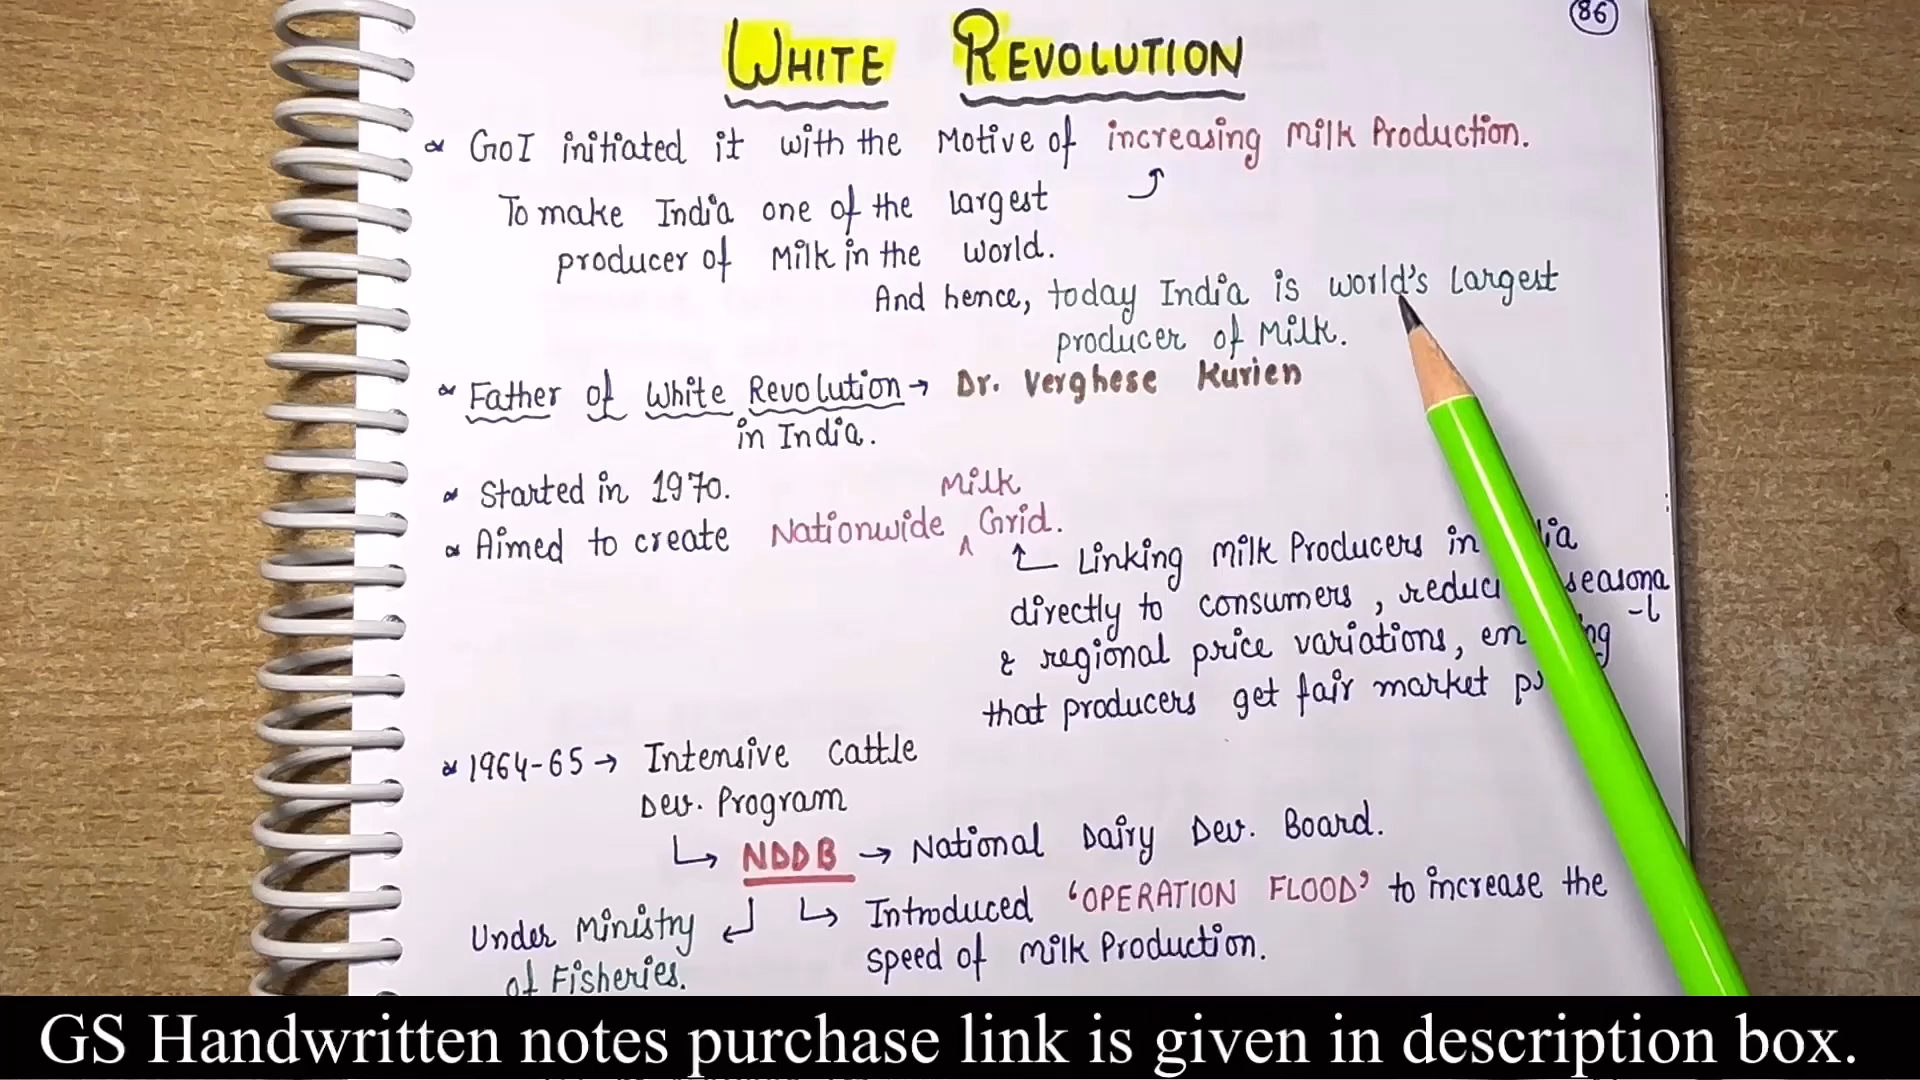 86
WHITE REVOLUTION
GoI initiated it with the Motive of increasing Milk Production.
To make India one of the largest
producer of Milk in the world.
And hence, today India is world's largest
producer of Milk.
Father of White Revolution → Dr. Verghese Kurien
in India.
Started in 1970.
Milk
Aimed to create Nationwide ∧ Grid.
Linking Milk Producers in
directly to consumers,
seasona
-l
& regional price variations,
that producers get fair market
1964-65 → Intensive Cattle
Dev. Program
↳ NDDB → National Dairy Dev. Board.
↳ Introduced 'OPERATION FLOOD' to increase the
speed of Milk Production.
Under Ministry
of Fisheries.
GS Handwritten notes purchase link is given in description box.